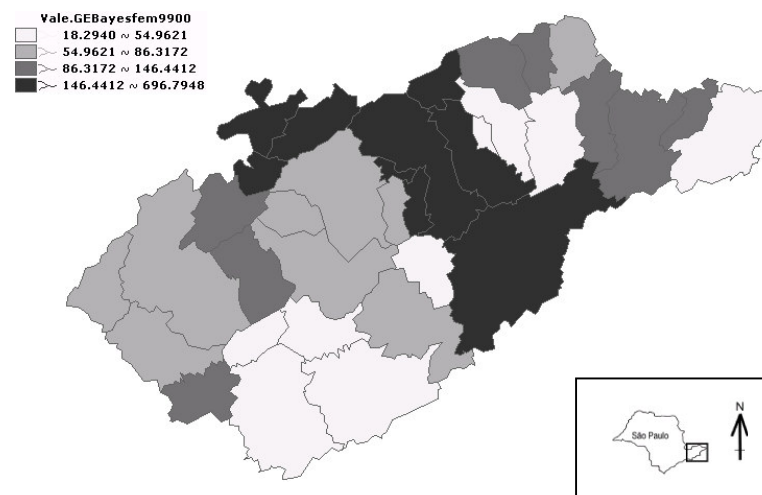 Vale.GEBayesfem9900
18.2940 ~ 54.9621
54.9621 ~ 86.3172
86.3172 ~ 146.4412
146.4412 ~ 696.7948
São Paulo
N